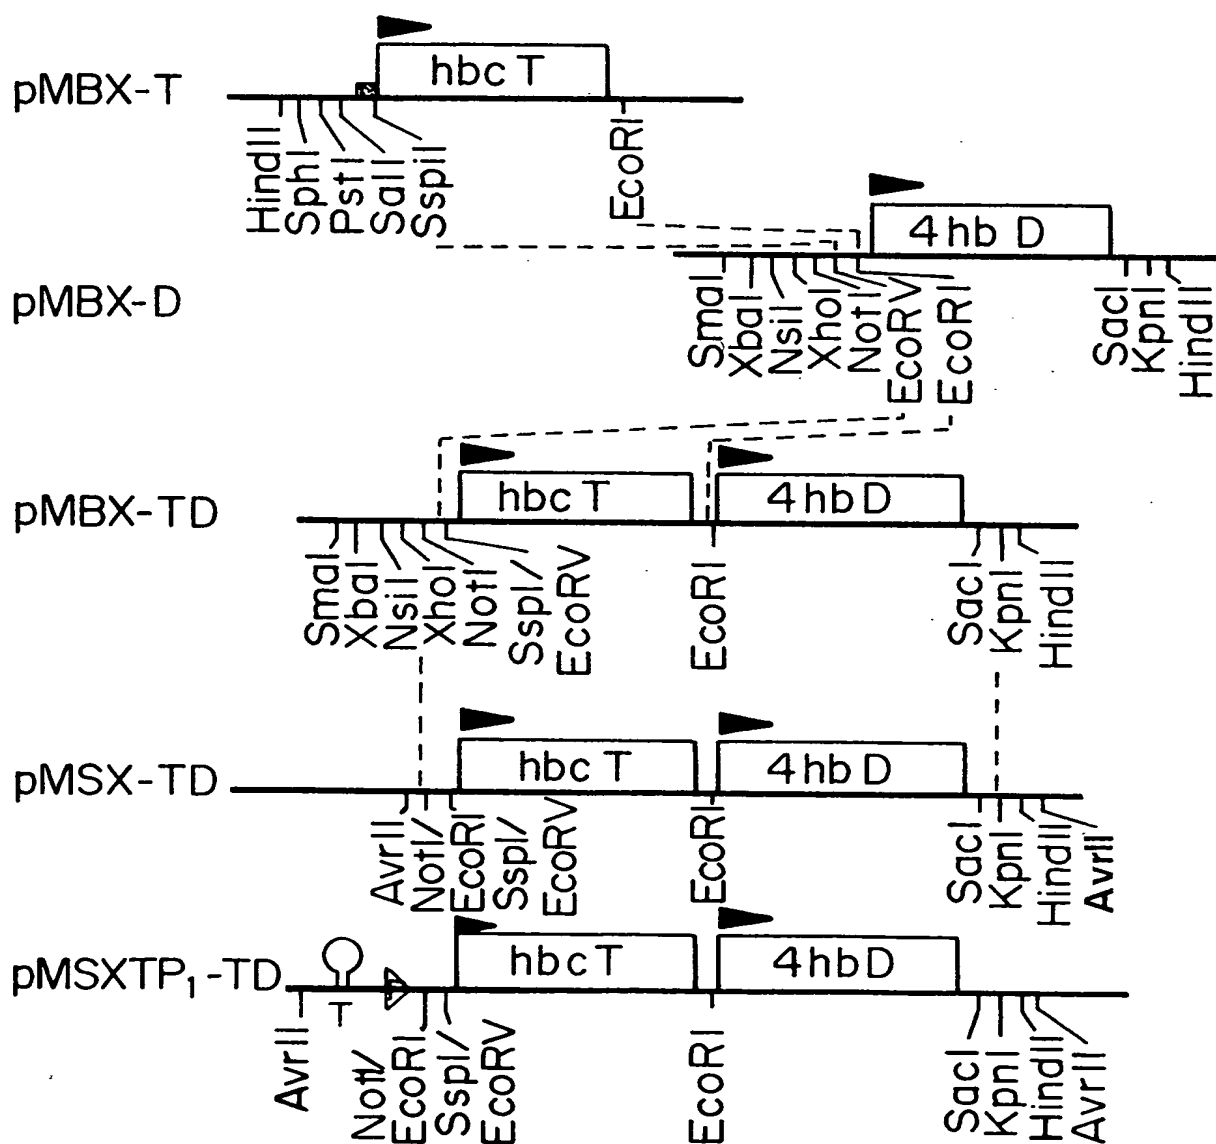 pMBX-T
hbc T
HindII
SphI
PstI
SalI
SspiI
EcoRI
pMBX-D
4hb D
SmaI
XbaI
NsiI
XhoI
NotI
EcoRV
EcoRI
SacI
KpnI
HindII
pMBX-TD
hbc T
4hb D
SmaI
XbaI
NsiI
XhoI
NotI
SspI/
EcoRV
EcoRI
SacI
KpnI
HindII
pMSX-TD
hbc T
4hb D
AvrII
NotI/
EcoRI
SspI/
EcoRV
EcoRI
SacI
KpnI
HindII
AvrII
pMSXTP1-TD
hbc T
4hb D
AvrII
T
NotI/
EcoRI
SspI/
EcoRV
EcoRI
SacI
KpnI
HindII
AvrII